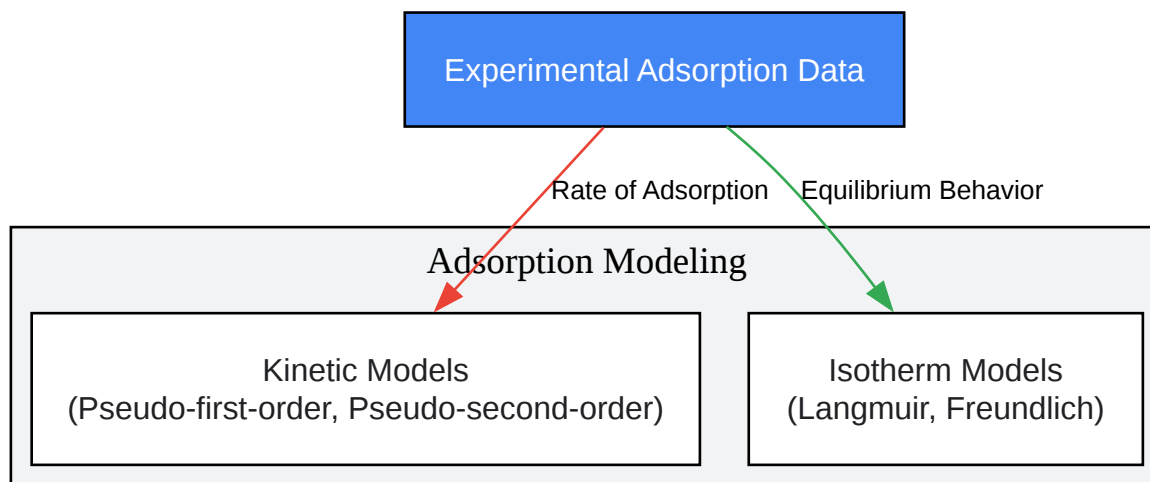 Experimental Adsorption Data
Rate of Adsorption
Equilibrium Behavior
Adsorption Modeling
Kinetic Models
(Pseudo-first-order, Pseudo-second-order)
Isotherm Models
(Langmuir, Freundlich)